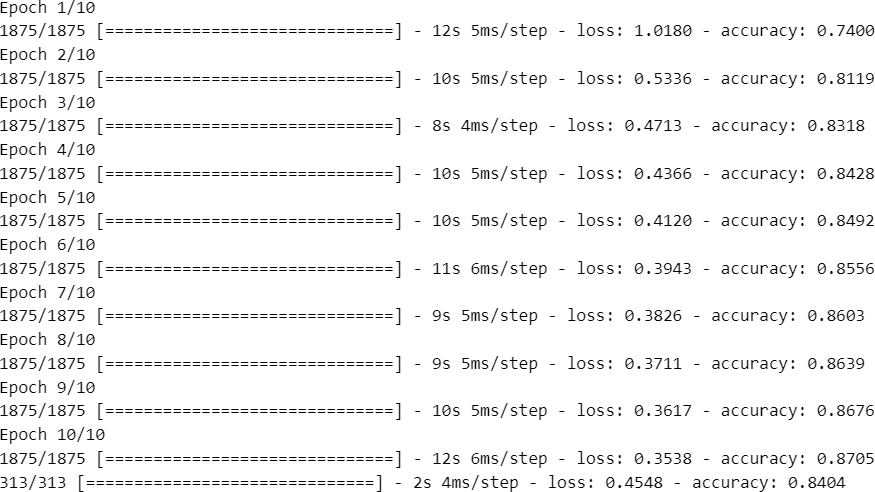 Epoch 1/10
1875/1875 [==============================] - 12s 5ms/step - loss: 1.0180 - accuracy: 0.7400
Epoch 2/10
1875/1875 [==============================] - 10s 5ms/step - loss: 0.5336 - accuracy: 0.8119
Epoch 3/10
1875/1875 [==============================] - 8s 4ms/step - loss: 0.4713 - accuracy: 0.8318
Epoch 4/10
1875/1875 [==============================] - 10s 5ms/step - loss: 0.4366 - accuracy: 0.8428
Epoch 5/10
1875/1875 [==============================] - 10s 5ms/step - loss: 0.4120 - accuracy: 0.8492
Epoch 6/10
1875/1875 [==============================] - 11s 6ms/step - loss: 0.3943 - accuracy: 0.8556
Epoch 7/10
1875/1875 [==============================] - 9s 5ms/step - loss: 0.3826 - accuracy: 0.8603
Epoch 8/10
1875/1875 [==============================] - 9s 5ms/step - loss: 0.3711 - accuracy: 0.8639
Epoch 9/10
1875/1875 [==============================] - 10s 5ms/step - loss: 0.3617 - accuracy: 0.8676
Epoch 10/10
1875/1875 [==============================] - 12s 6ms/step - loss: 0.3538 - accuracy: 0.8705
313/313 [==============================] - 2s 4ms/step - loss: 0.4548 - accuracy: 0.8404